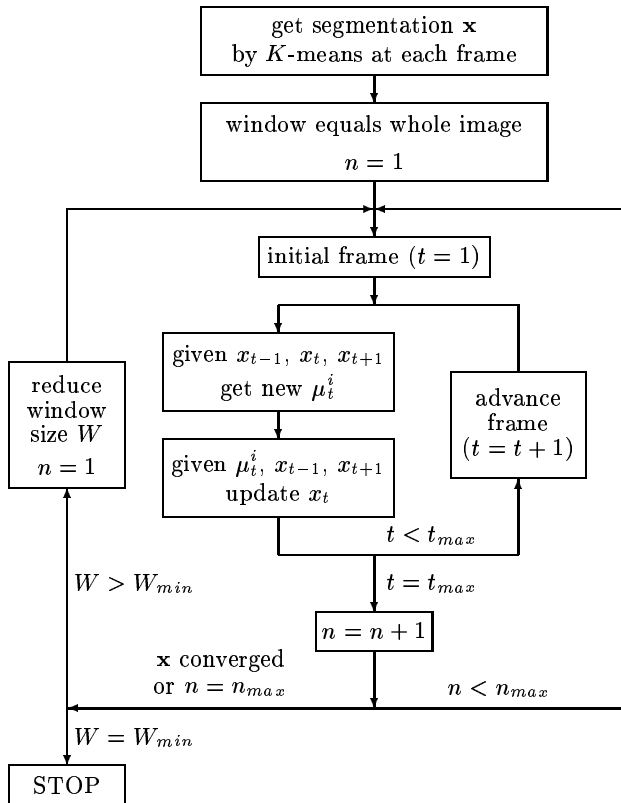 get segmentation x
by K-means at each frame
window equals whole image
n = 1
initial frame (t = 1)
given x_{t−1}, x_t, x_{t+1}
get new μ_t^i
reduce
window
size W
n = 1
advance
frame
(t = t + 1)
given μ_t^i, x_{t−1}, x_{t+1}
update x_t
t < t_{max}
W > W_{min}
t = t_{max}
n = n + 1
x converged
or n = n_{max}
n < n_{max}
W = W_{min}
STOP